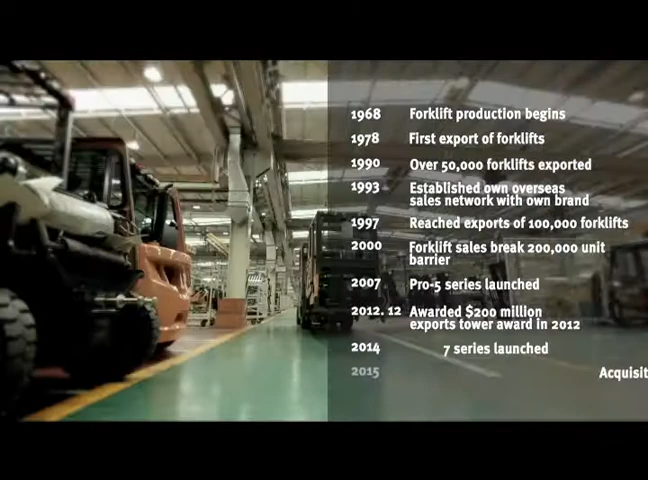 1968 Forklift production begins
1978 First export of forklifts
1990 Over 50,000 forklifts exported
1993 Established own overseas
sales network with own brand
1997 Reached exports of 100,000 forklifts
2000 Forklift sales break 200,000 unit
barrier
2007 Pro-5 series launched
2012. 12 Awarded $200 million
exports tower award in 2012
2014 7 series launched
2015 Acquisit